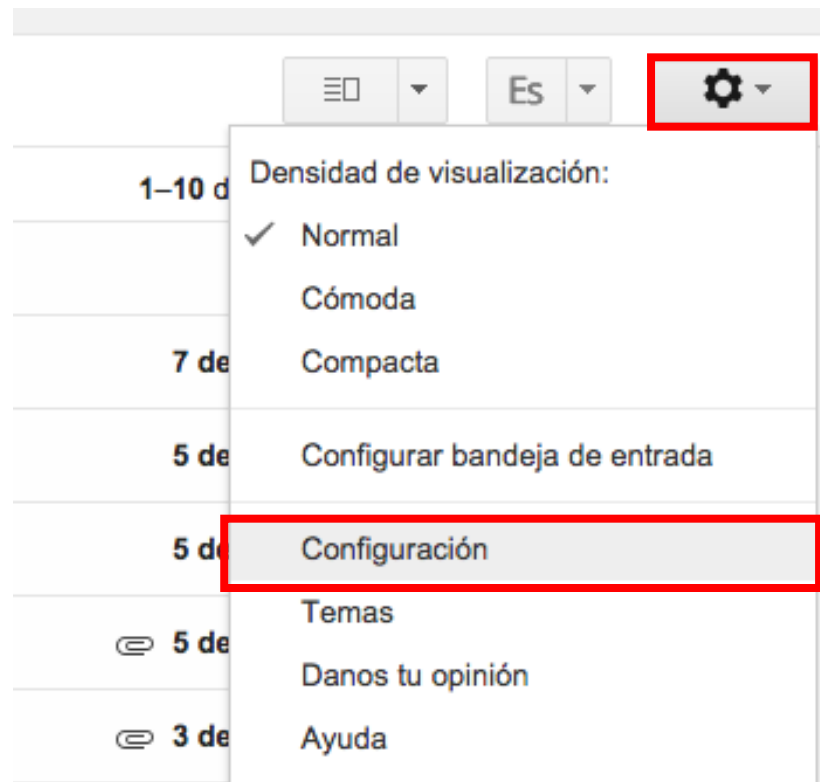 Es
Densidad de visualización:
1–10 d
Normal
Cómoda
7 de
Compacta
5 de
Configurar bandeja de entrada
5 de
Configuración
Temas
5 de
Danos tu opinión
3 de
Ayuda